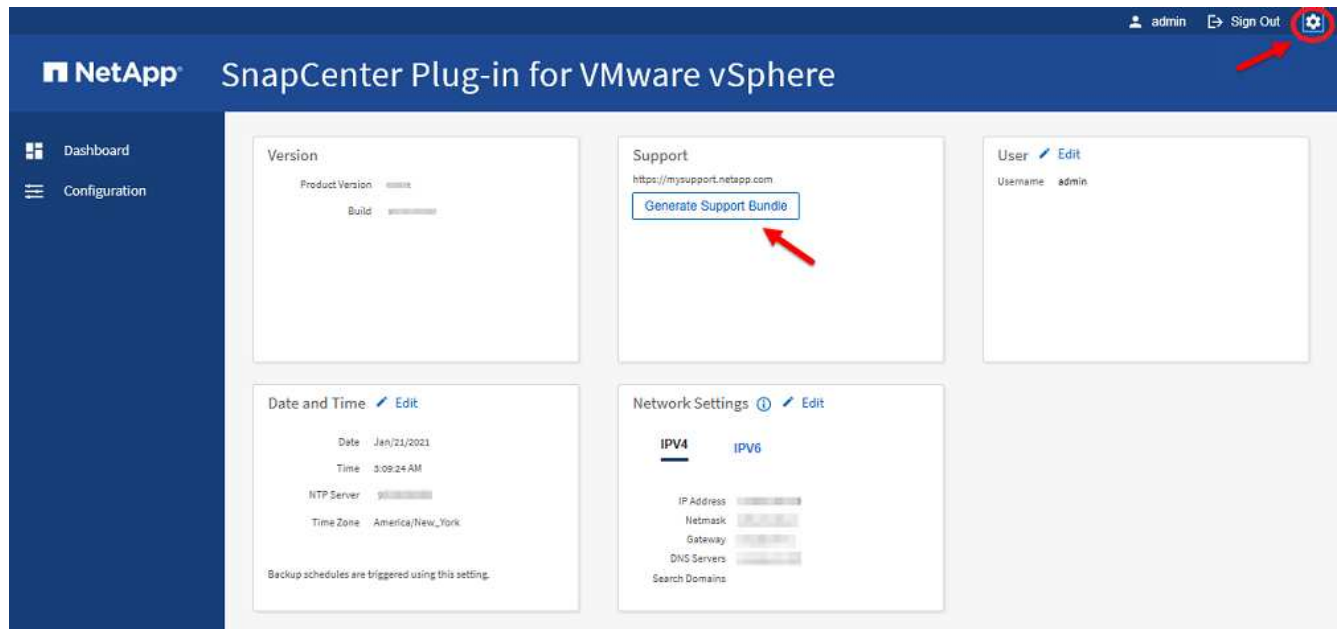 admin Sign Out
NetApp SnapCenter Plug-in for VMware vSphere
Dashboard
Configuration
Version
Product Version
Build
Support
https://mysupport.netapp.com
Generate Support Bundle
User Edit
Username admin
Date and Time Edit
Date Jan/21/2021
Time 3:09:24 AM
NTP Server
Time Zone America/New_York
Backup schedules are triggered using this setting.
Network Settings Edit
IPV4 IPV6
IP Address
Netmask
Gateway
DNS Servers
Search Domains